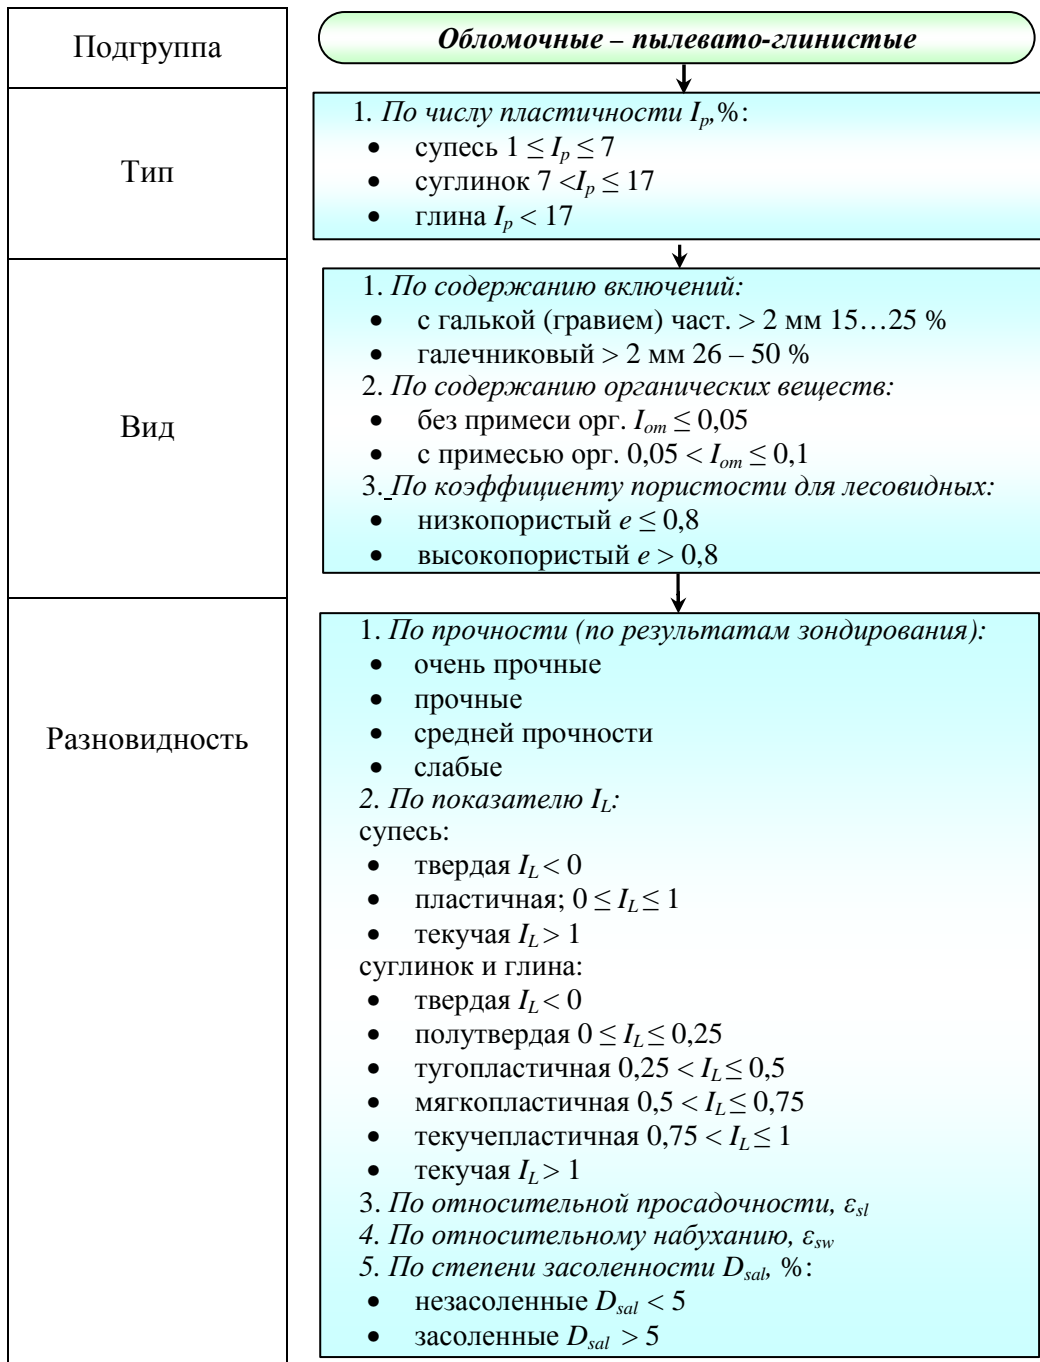 Подгруппа
Обломочные – пылевато-глинистые
Тип
1. По числу пластичности Ip,%:
• супесь 1 ≤ Ip ≤ 7
• суглинок 7 <Ip ≤ 17
• глина Ip < 17
Вид
1. По содержанию включений:
• с галькой (гравием) част. > 2 мм 15…25 %
• галечниковый > 2 мм 26 – 50 %
2. По содержанию органических веществ:
• без примеси орг. Iom ≤ 0,05
• с примесью орг. 0,05 < Iom ≤ 0,1
3. По коэффициенту пористости для лесовидных:
• низкопористый e ≤ 0,8
• высокопористый e > 0,8
Разновидность
1. По прочности (по результатам зондирования):
• очень прочные
• прочные
• средней прочности
• слабые
2. По показателю IL:
супесь:
• твердая IL < 0
• пластичная; 0 ≤ IL ≤ 1
• текучая IL > 1
суглинок и глина:
• твердая IL < 0
• полутвердая 0 ≤ IL ≤ 0,25
• тугопластичная 0,25 < IL ≤ 0,5
• мягкопластичная 0,5 < IL ≤ 0,75
• текучепластичная 0,75 < IL ≤ 1
• текучая IL > 1
3. По относительной просадочности, εsl
4. По относительному набуханию, εsw
5. По степени засоленности Dsal, %:
• незасоленные Dsal < 5
• засоленные Dsal > 5